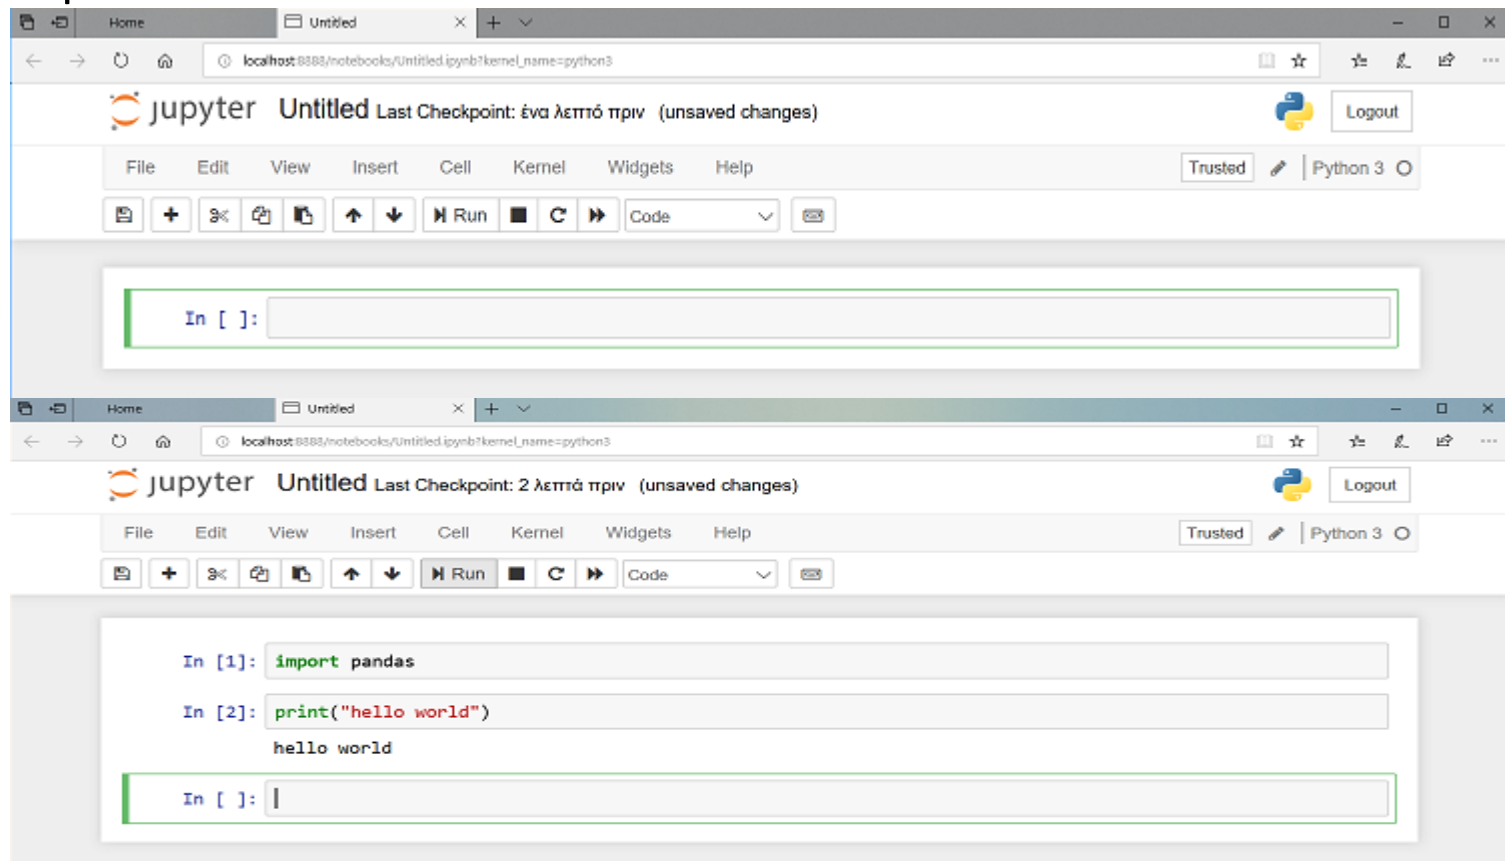 Home Untitled
localhost:8888/notebooks/Untitled.ipynb?kernel_name=python3
jupyter Untitled Last Checkpoint: ένα λεπτό πριν (unsaved changes) Logout
File Edit View Insert Cell Kernel Widgets Help Trusted Python 3
Run Code
In [ ]:
Home Untitled
localhost:8888/notebooks/Untitled.ipynb?kernel_name=python3
jupyter Untitled Last Checkpoint: 2 λεπτά πριν (unsaved changes) Logout
File Edit View Insert Cell Kernel Widgets Help Trusted Python 3
Run Code
In [1]: import pandas
In [2]: print("hello world")
hello world
In [ ]: